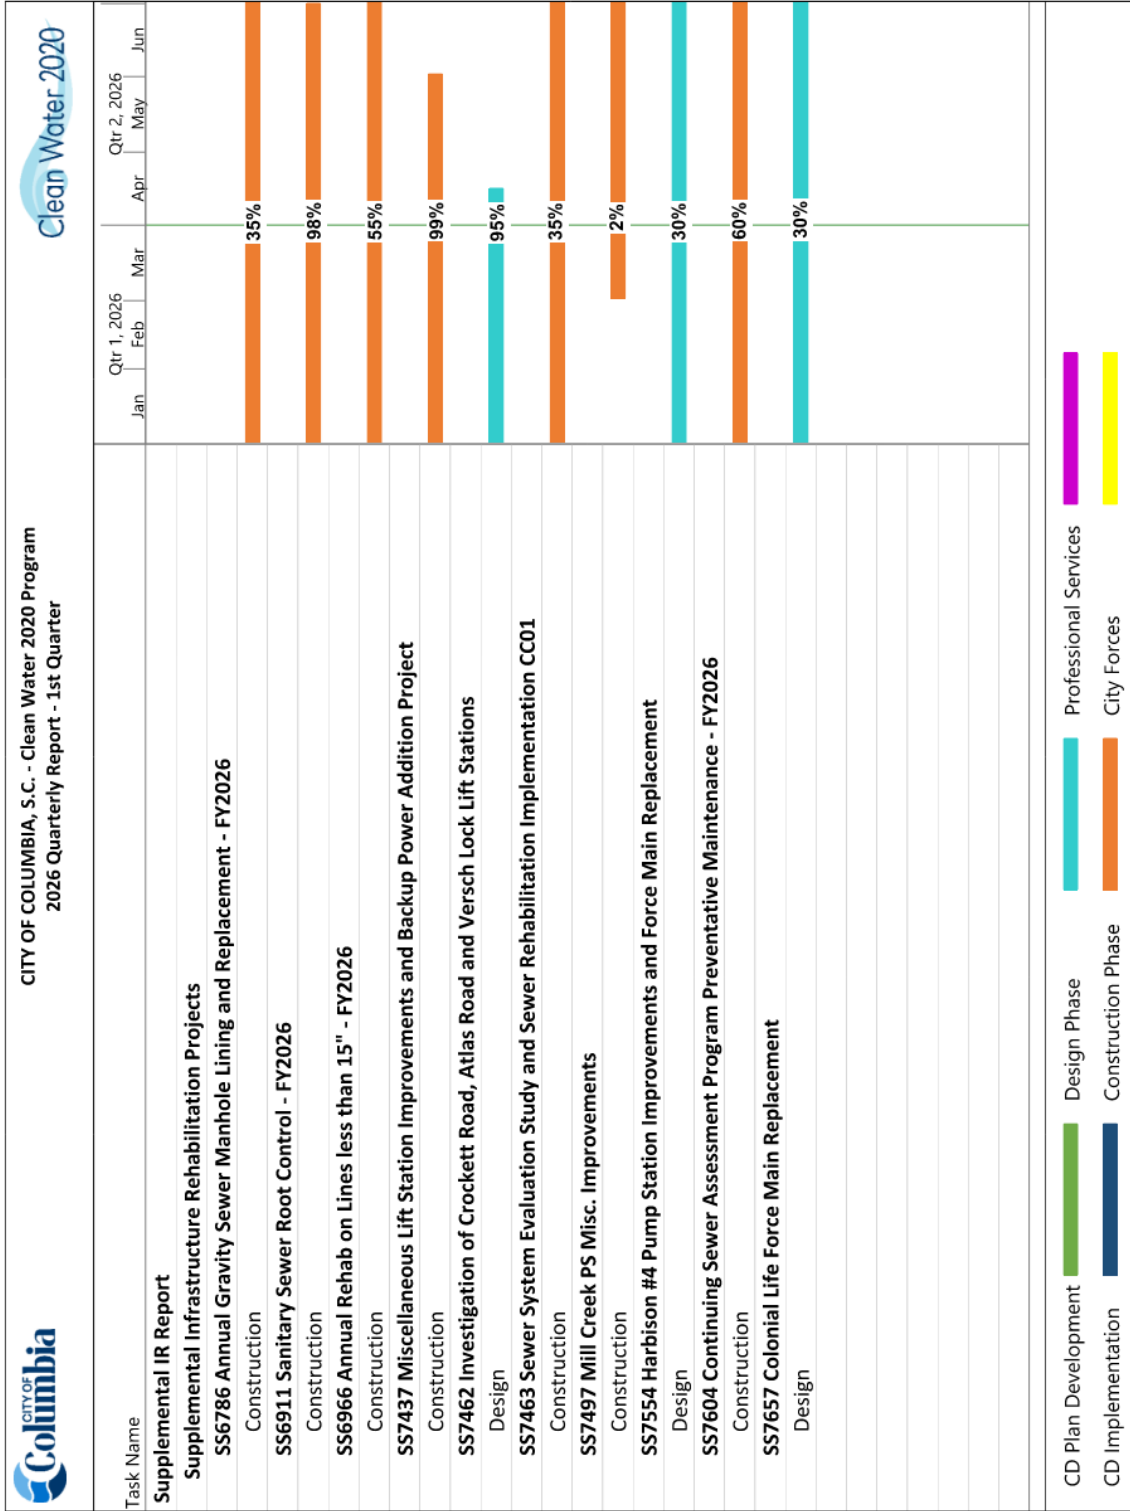 CITY OF
Columbia
CITY OF COLUMBIA, S.C. - Clean Water 2020 Program
2026 Quarterly Report - 1st Quarter
Clean Water 2020
Task Name
Qtr 1, 2026
Qtr 2, 2026
Jan
Feb
Mar
Apr
May
Jun
Supplemental IR Report
Supplemental Infrastructure Rehabilitation Projects
SS6786 Annual Gravity Sewer Manhole Lining and Replacement - FY2026
Construction
35%
SS6911 Sanitary Sewer Root Control - FY2026
Construction
98%
SS6966 Annual Rehab on Lines less than 15" - FY2026
Construction
55%
SS7437 Miscellaneous Lift Station Improvements and Backup Power Addition Project
Construction
99%
SS7462 Investigation of Crockett Road, Atlas Road and Versch Lock Lift Stations
Design
95%
SS7463 Sewer System Evaluation Study and Sewer Rehabilitation Implementation CC01
Construction
35%
SS7497 Mill Creek PS Misc. Improvements
Construction
2%
SS7554 Harbison #4 Pump Station Improvements and Force Main Replacement
Design
30%
SS7604 Continuing Sewer Assessment Program Preventative Maintenance - FY2026
Construction
60%
SS7657 Colonial Life Force Main Replacement
Design
30%
CD Plan Development
Design Phase
Professional Services
CD Implementation
Construction Phase
City Forces